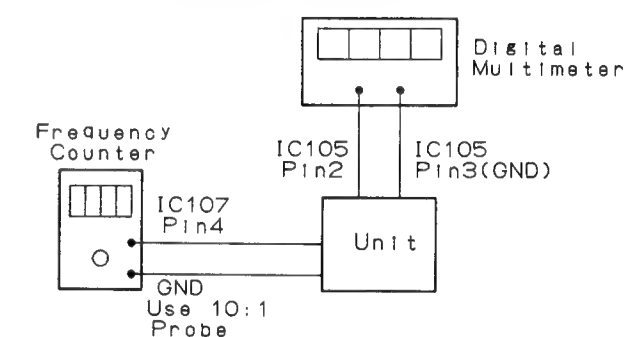 Digital
Multimeter
Frequency
Counter
IC105
Pin2
IC105
Pin3(GND)
IC107
Pin4
Unit
GND
Use 10:1
Probe